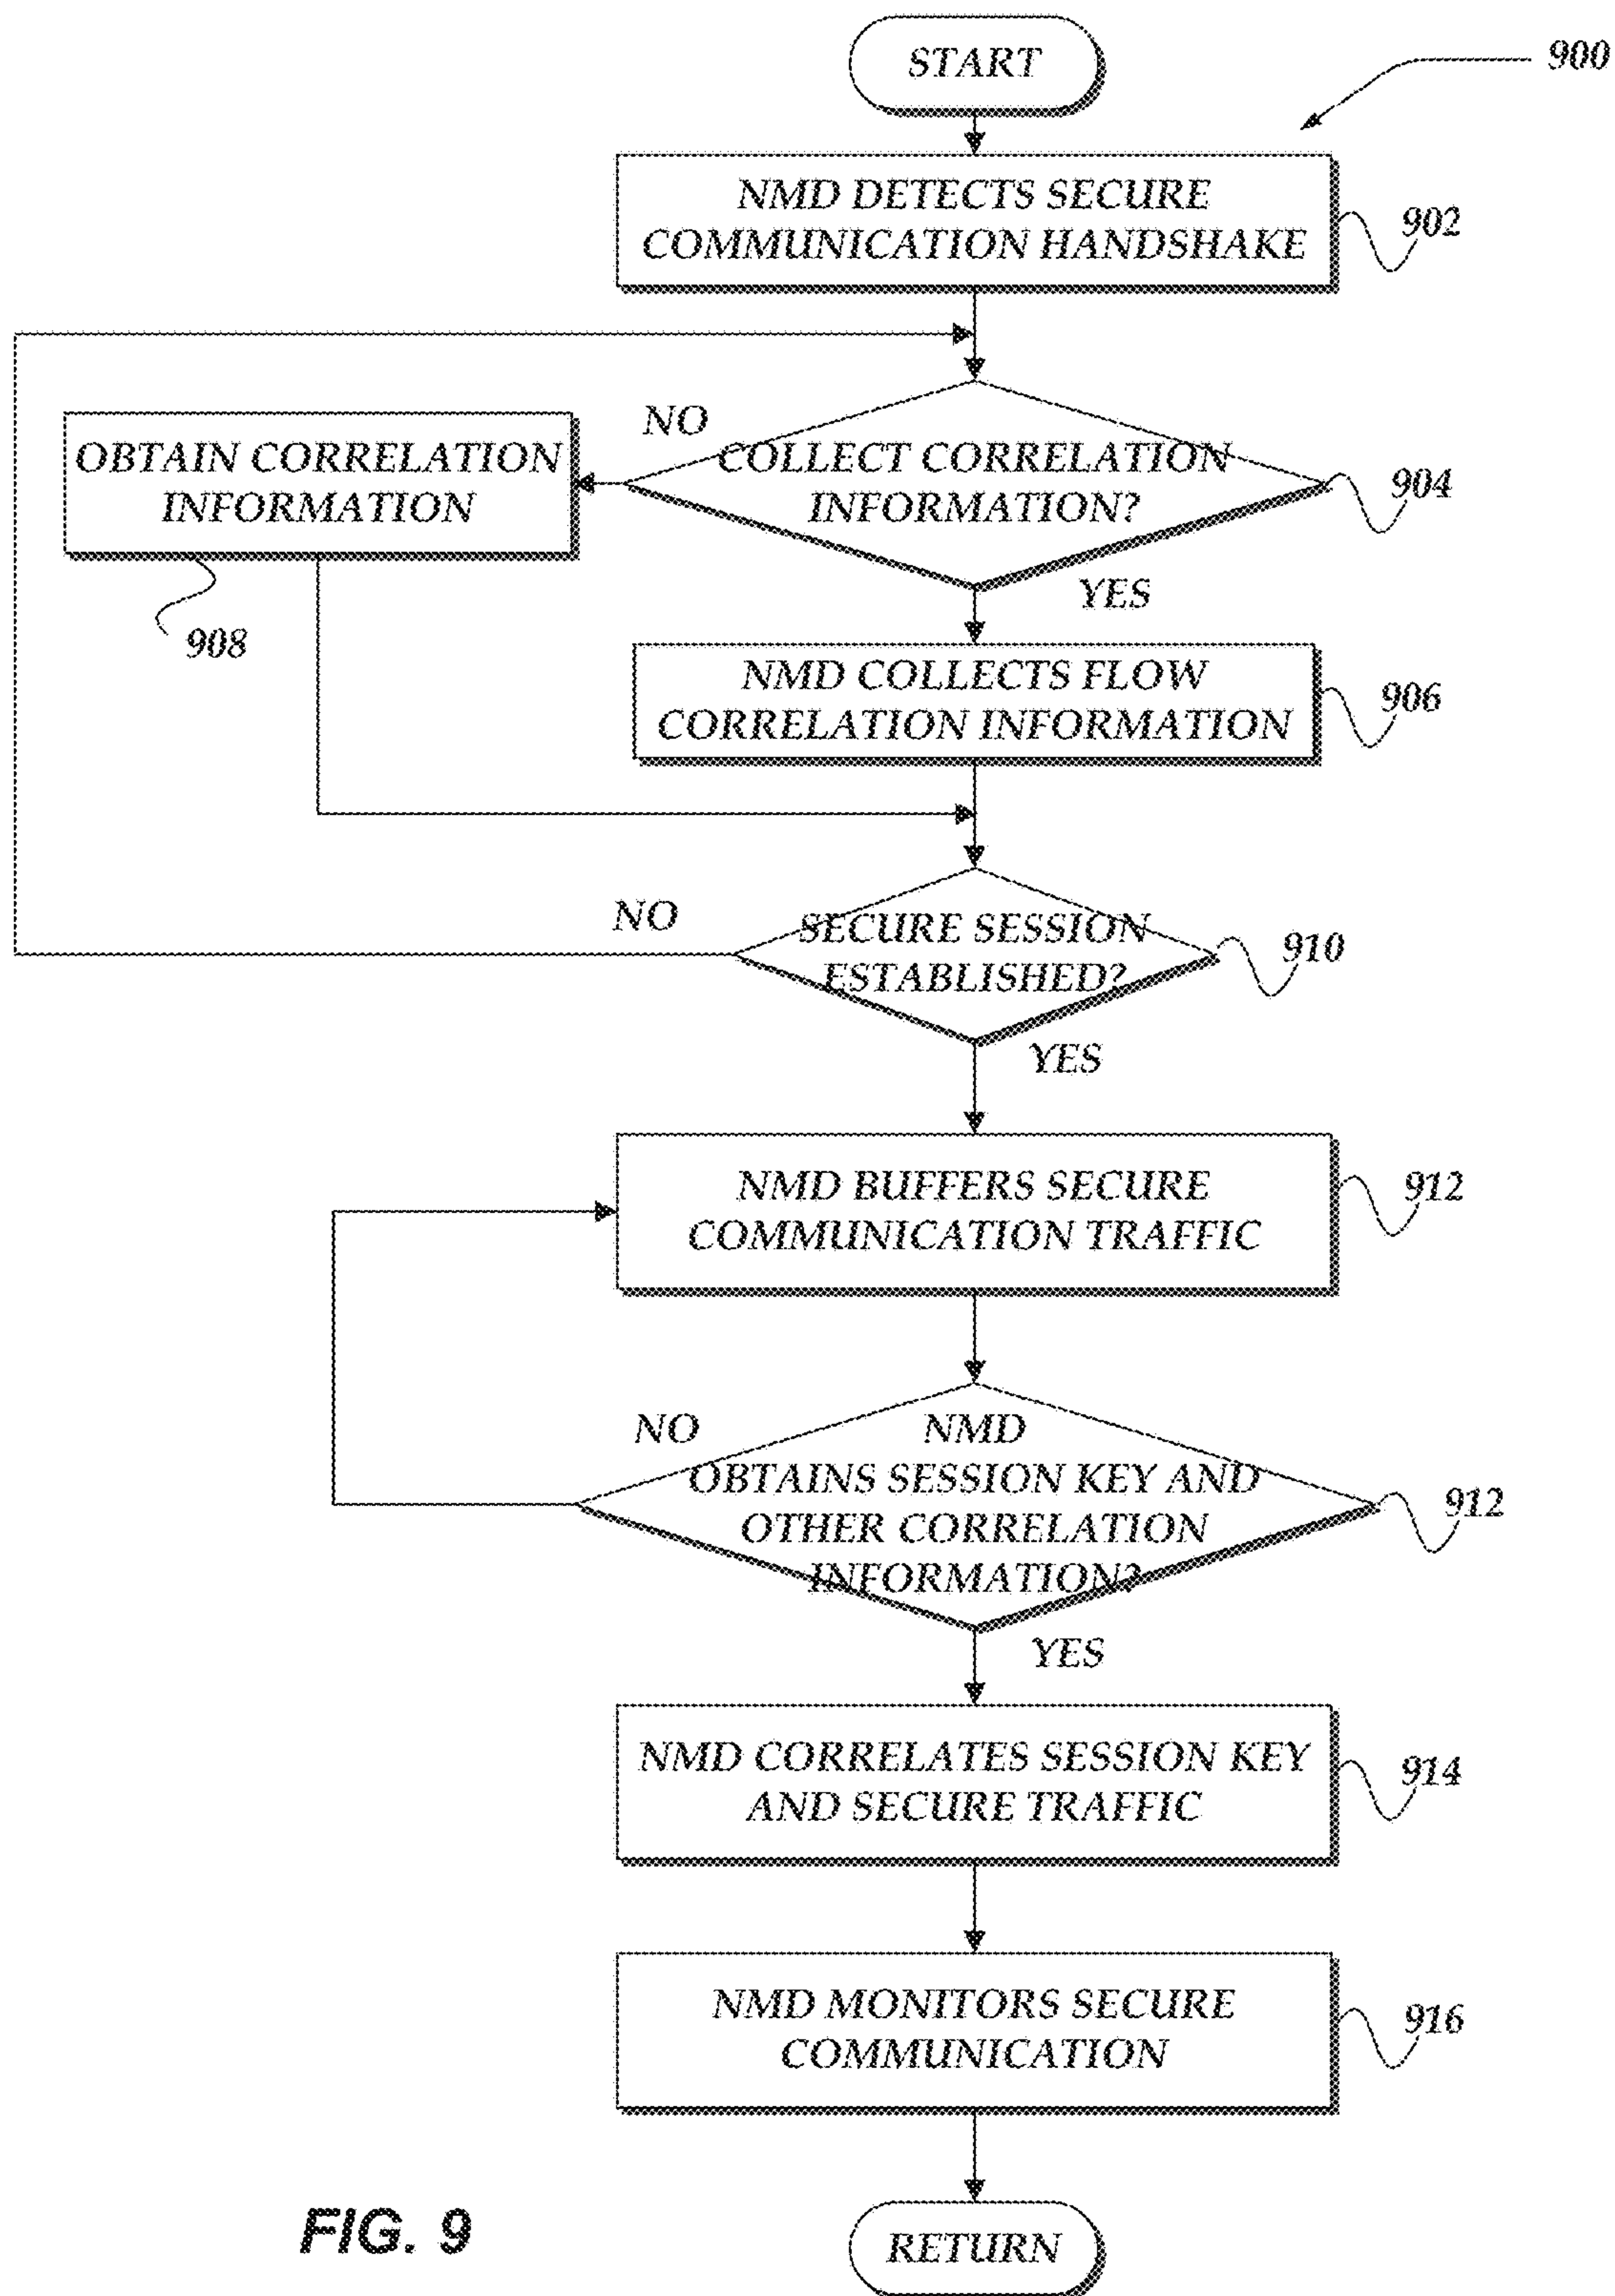 START
900
NMD DETECTS SECURE
COMMUNICATION HANDSHAKE
902
NO
COLLECT CORRELATION
INFORMATION?
904
OBTAIN CORRELATION
INFORMATION
908
YES
NMD COLLECTS FLOW
CORRELATION INFORMATION
906
NO
SECURE SESSION
ESTABLISHED?
910
YES
NMD BUFFERS SECURE
COMMUNICATION TRAFFIC
912
NO
NMD
OBTAINS SESSION KEY AND
OTHER CORRELATION
INFORMATION?
912
YES
NMD CORRELATES SESSION KEY
AND SECURE TRAFFIC
914
NMD MONITORS SECURE
COMMUNICATION
916
RETURN
FIG. 9